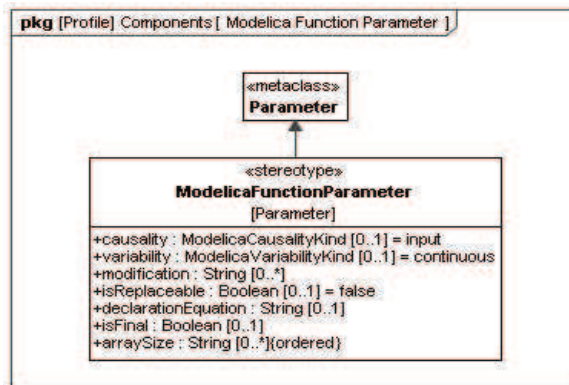 pkg [Profile] Components [ Modelica Function Parameter ]
«metaclass»
Parameter
«stereotype»
ModelicaFunctionParameter
[Parameter]
+causality : ModelicaCausalityKind [0..1] = input
+variability : ModelicaVariabilityKind [0..1] = continuous
+modification : String [0..*]
+isReplaceable : Boolean [0..1] = false
+declarationEquation : String [0..1]
+isFinal : Boolean [0..1]
+arraySize : String [0..*]{ordered}